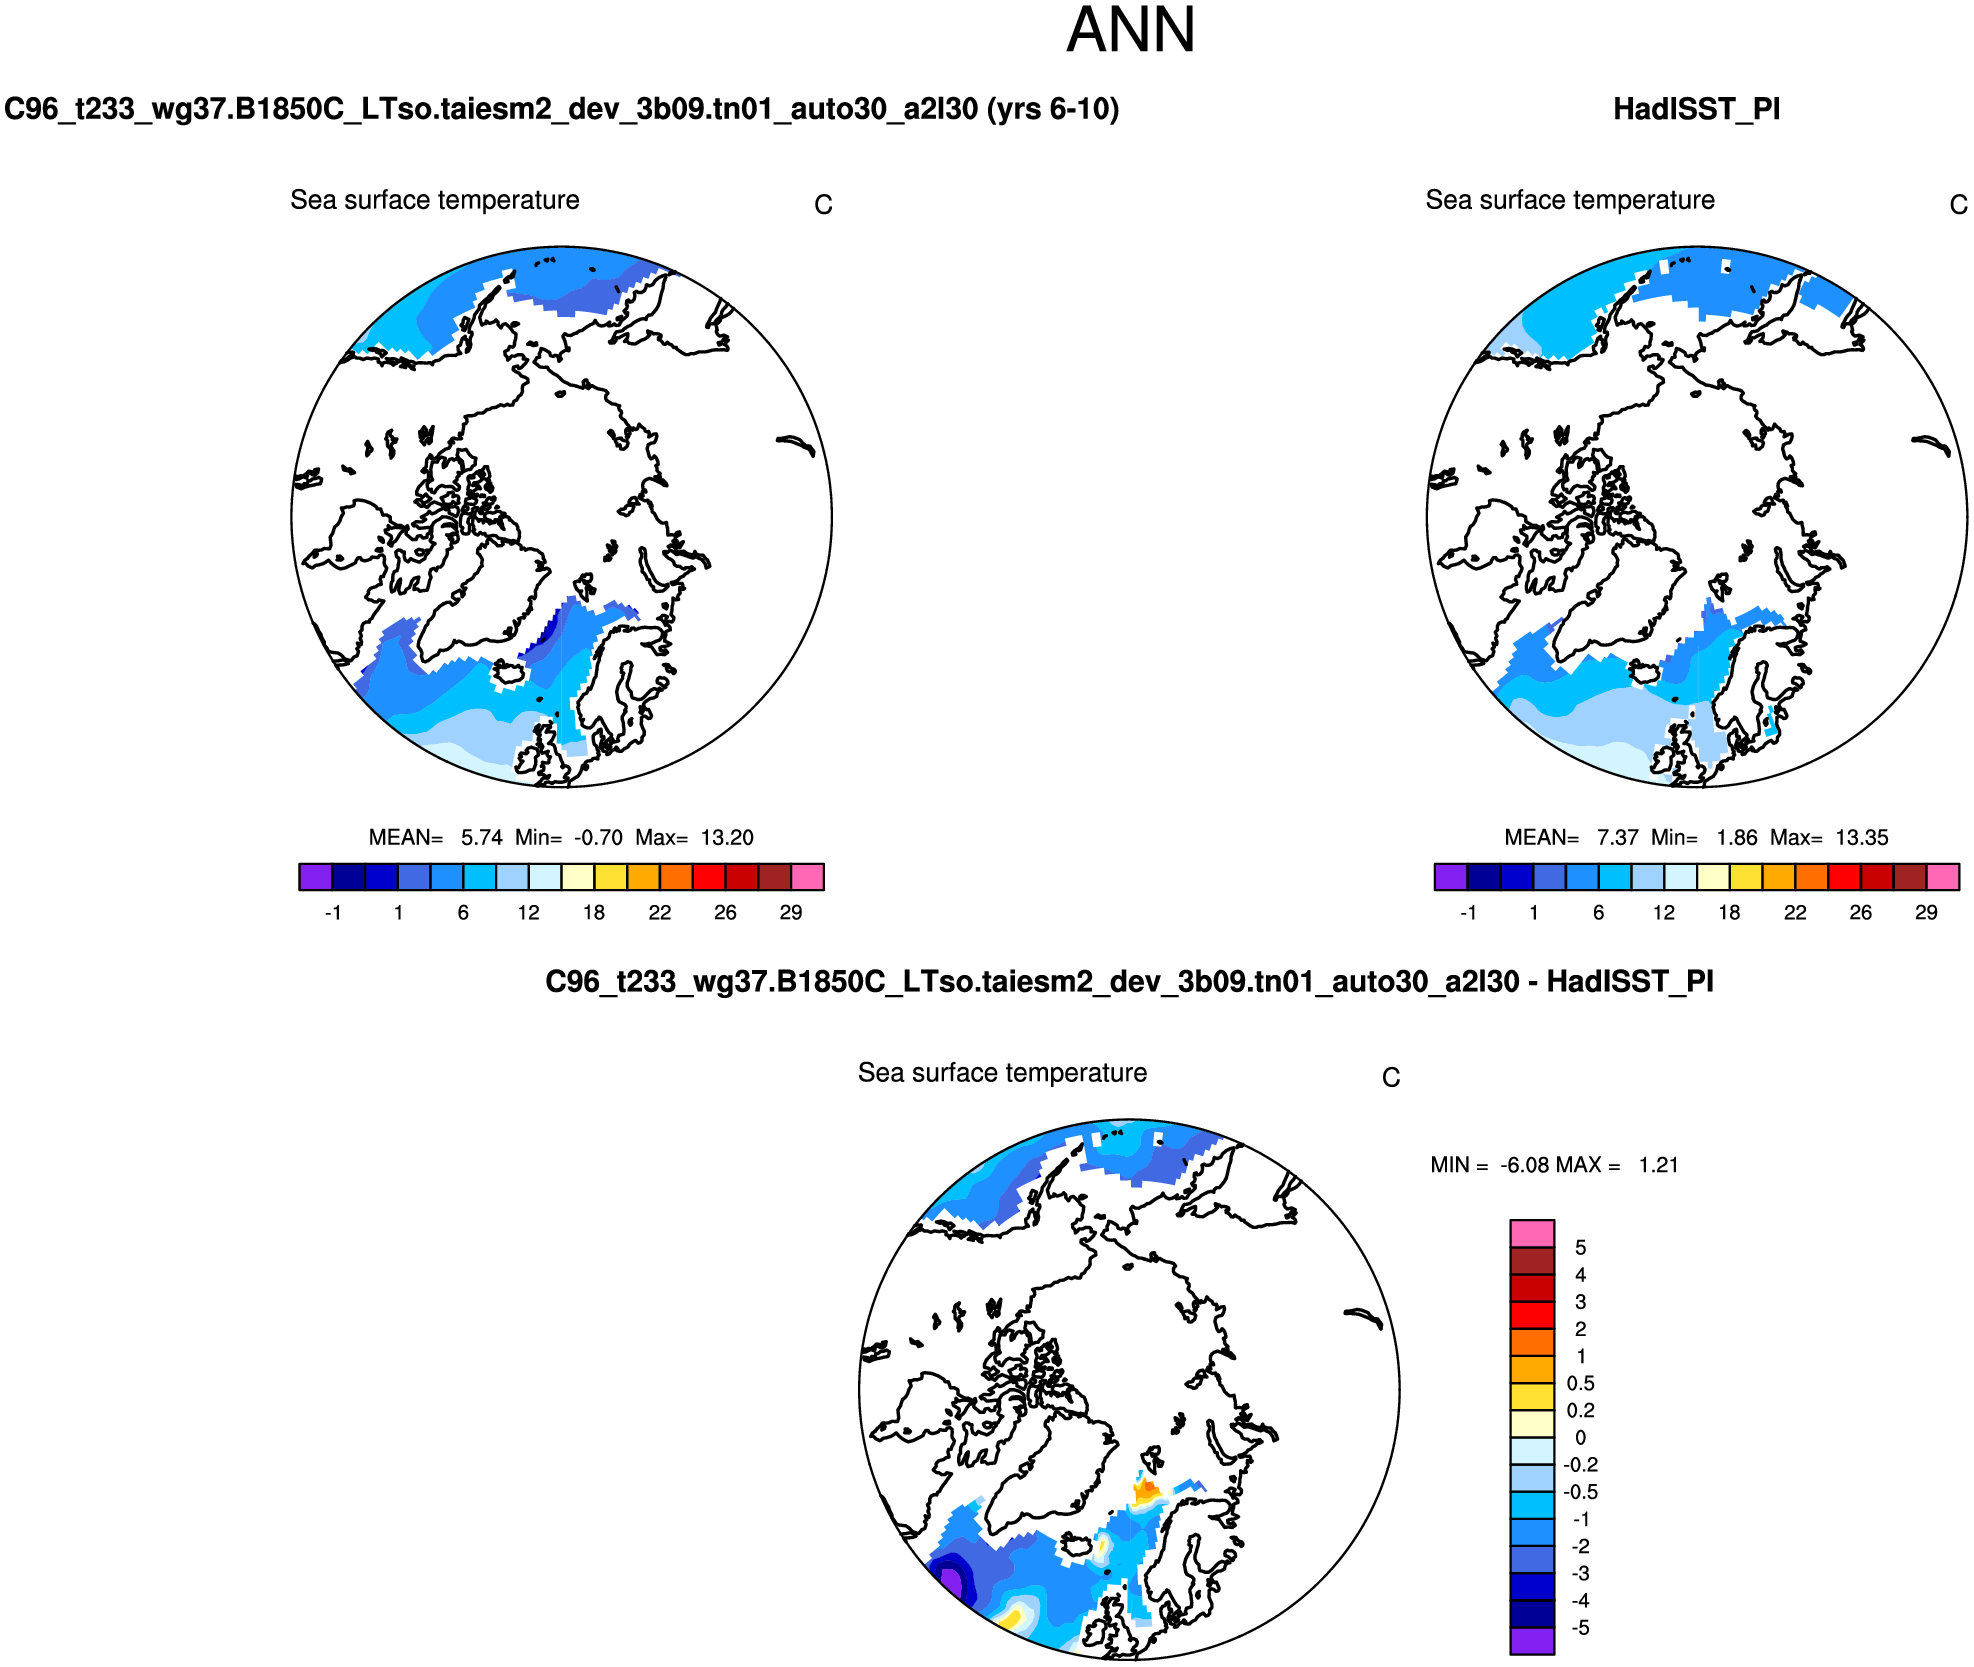 ANN
C96_t233_wg37.B1850C_LTso.taiesm2_dev_3b09.tn01_auto30_a2l30 (yrs 6-10)
HadISST_PI
Sea surface temperature C
Sea surface temperature C
MEAN= 5.74 Min= -0.70 Max= 13.20
MEAN= 7.37 Min= 1.86 Max= 13.35
-1 1 6 12 18 22 26 29
-1 1 6 12 18 22 26 29
C96_t233_wg37.B1850C_LTso.taiesm2_dev_3b09.tn01_auto30_a2l30 - HadISST_PI
Sea surface temperature C
MIN = -6.08 MAX = 1.21
5
4
3
2
1
0.5
0.2
0
-0.2
-0.5
-1
-2
-3
-4
-5